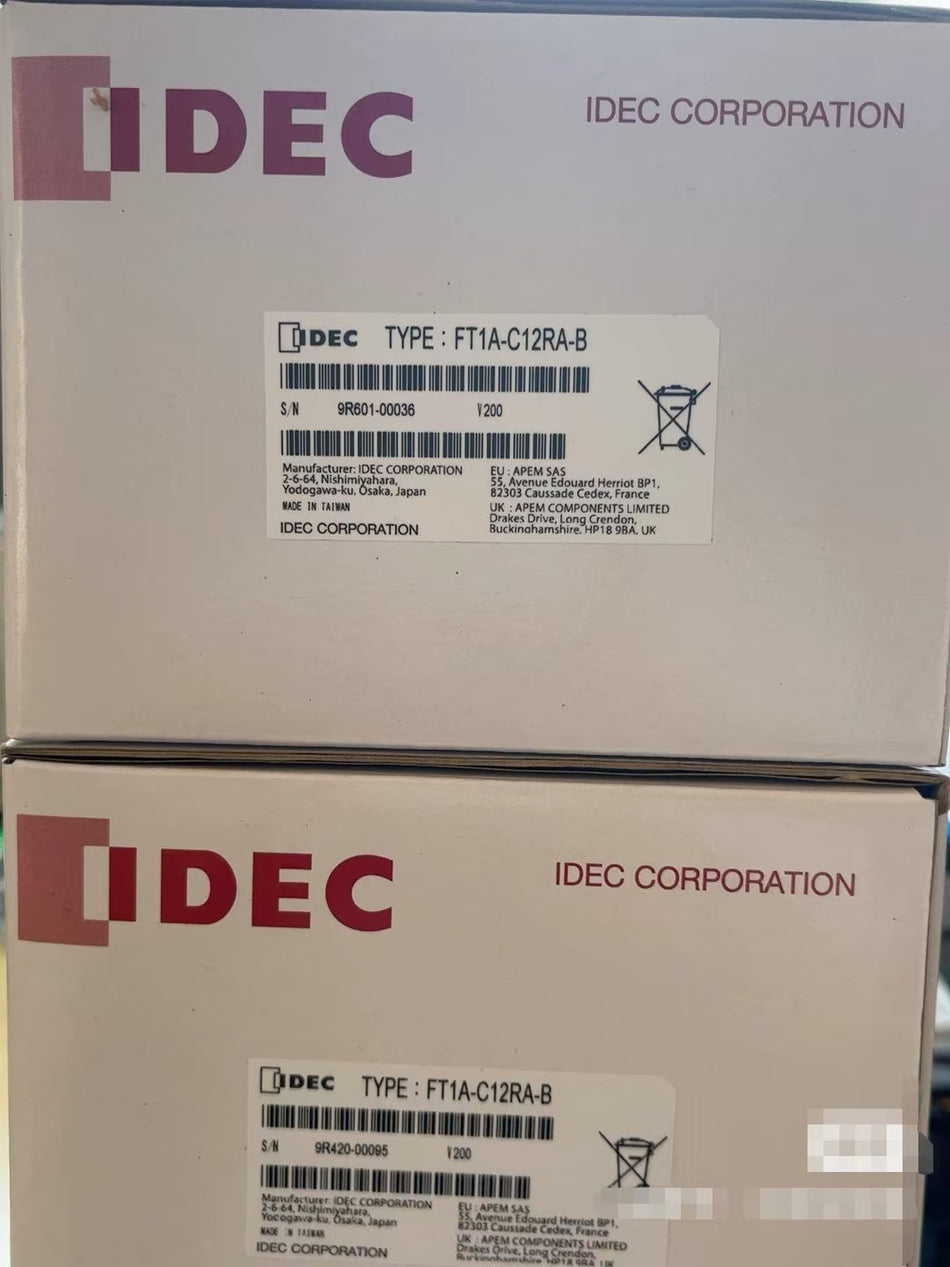 IDEC
IDEC CORPORATION
IDEC TYPE : FT1A-C12RA-B
S/N 9R601-00036 V200
Manufacturer: IDEC CORPORATION
2-6-64, Nishimiyahara,
Yodogawa-ku, Osaka, Japan
MADE IN TAIWAN
IDEC CORPORATION
EU : APEM SAS
55, Avenue Edouard Herriot BP1,
82303 Caussade Cedex, France
UK : APEM COMPONENTS LIMITED
Drakes Drive, Long Crendon,
Buckinghamshire, HP18 9BA, UK
IDEC
IDEC CORPORATION
IDEC TYPE : FT1A-C12RA-B
S/N 9R420-00095 V200
Manufacturer: IDEC CORPORATION
2-6-64, Nishimiyahara,
Yodogawa-ku, Osaka, Japan
MADE IN TAIWAN
IDEC CORPORATION
EU : APEM SAS
55, Avenue Edouard Herriot BP1,
82303 Caussade Cedex, France
UK : APEM COMPONENTS LIMITED
Drakes Drive, Long Crendon,
Buckinghamshire, HP18 9BA, UK